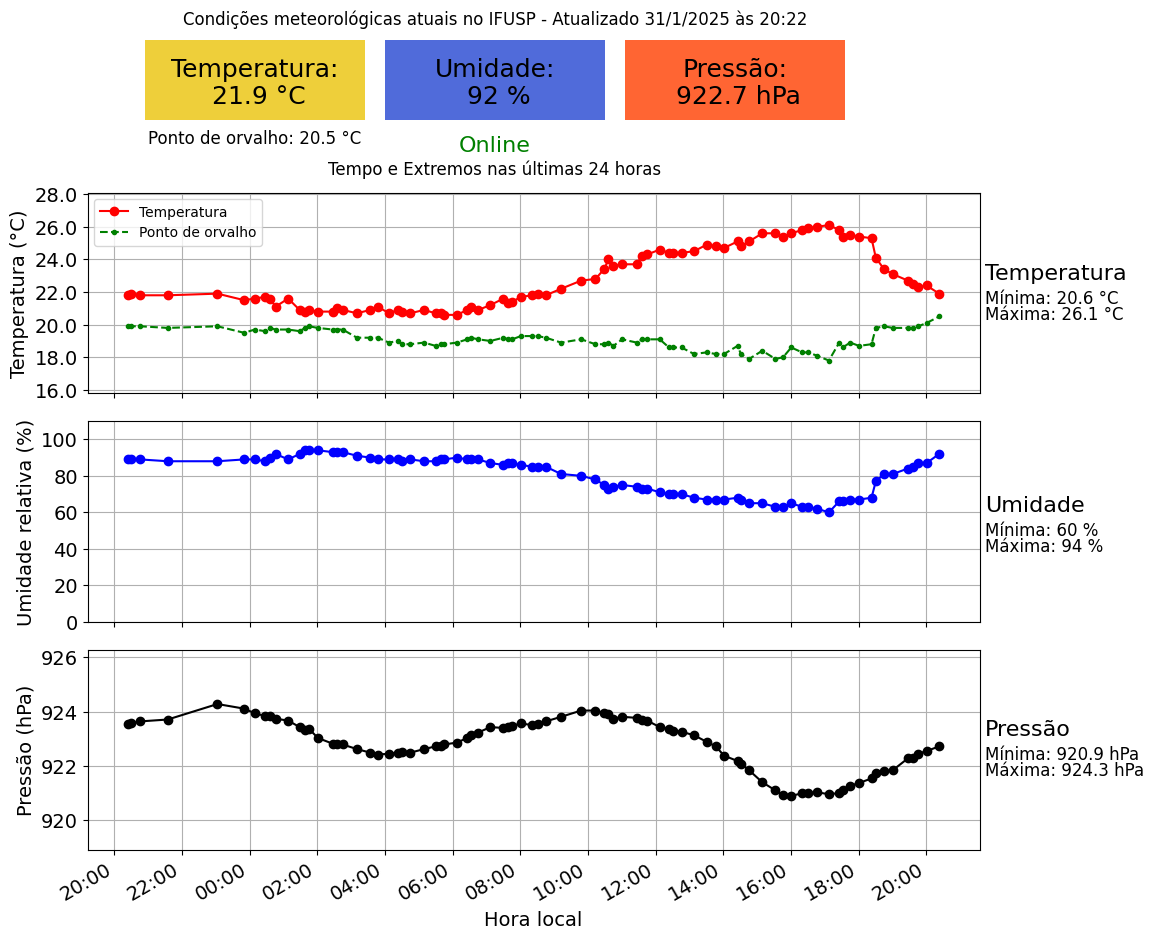 Condições meteorológicas atuais no IFUSP - Atualizado 31/1/2025 às 20:22
Temperatura:
21.9 °C
Umidade:
92 %
Pressão:
922.7 hPa
Ponto de orvalho: 20.5 °C
Online
Tempo e Extremos nas últimas 24 horas
Temperatura (°C)
28.0
26.0
24.0
22.0
20.0
18.0
16.0
Temperatura
Ponto de orvalho
Temperatura
Mínima: 20.6 °C
Máxima: 26.1 °C
Umidade relativa (%)
100
80
60
40
20
0
Umidade
Mínima: 60 %
Máxima: 94 %
Pressão (hPa)
926
924
922
920
Pressão
Mínima: 920.9 hPa
Máxima: 924.3 hPa
20:00
22:00
00:00
02:00
04:00
06:00
08:00
10:00
12:00
14:00
16:00
18:00
20:00
Hora local